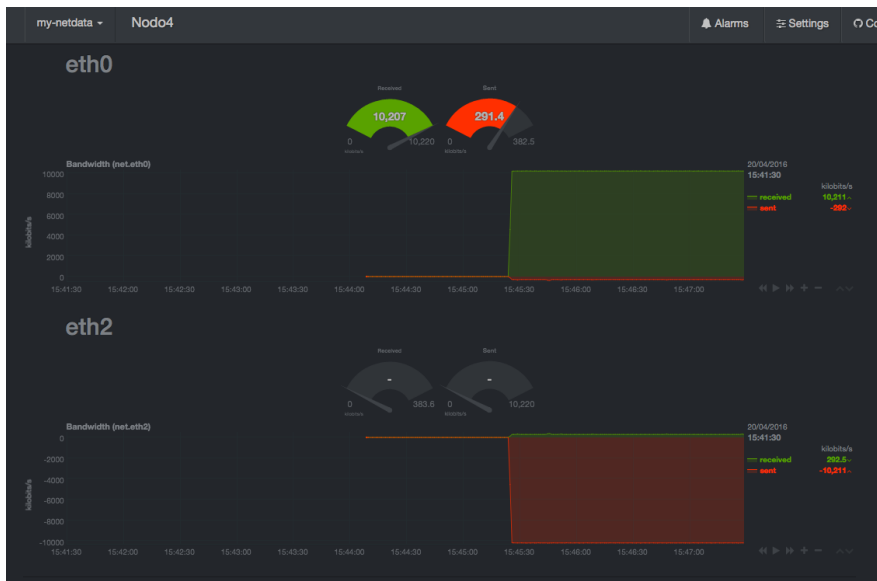 my-netdata Nodo4 Alarms Settings Co
eth0
Received Sent
10,207 291.4
0 10,220 0 382.5
kilobits/s kilobits/s
Bandwidth (net.eth0) 20/04/2016
15:41:30
kilobits/s
received 10,211
sent -292
kilobits/s
10000
8000
6000
4000
2000
0
15:41:30 15:42:00 15:42:30 15:43:00 15:43:30 15:44:00 15:44:30 15:45:00 15:45:30 15:46:00 15:46:30 15:47:00
eth2
Received Sent
- -
0 383.6 0 10,220
kilobits/s kilobits/s
Bandwidth (net.eth2) 20/04/2016
15:41:30
kilobits/s
received 292.5
sent -10,211
kilobits/s
0
-2000
-4000
-6000
-8000
-10000
15:41:30 15:42:00 15:42:30 15:43:00 15:43:30 15:44:00 15:44:30 15:45:00 15:45:30 15:46:00 15:46:30 15:47:00